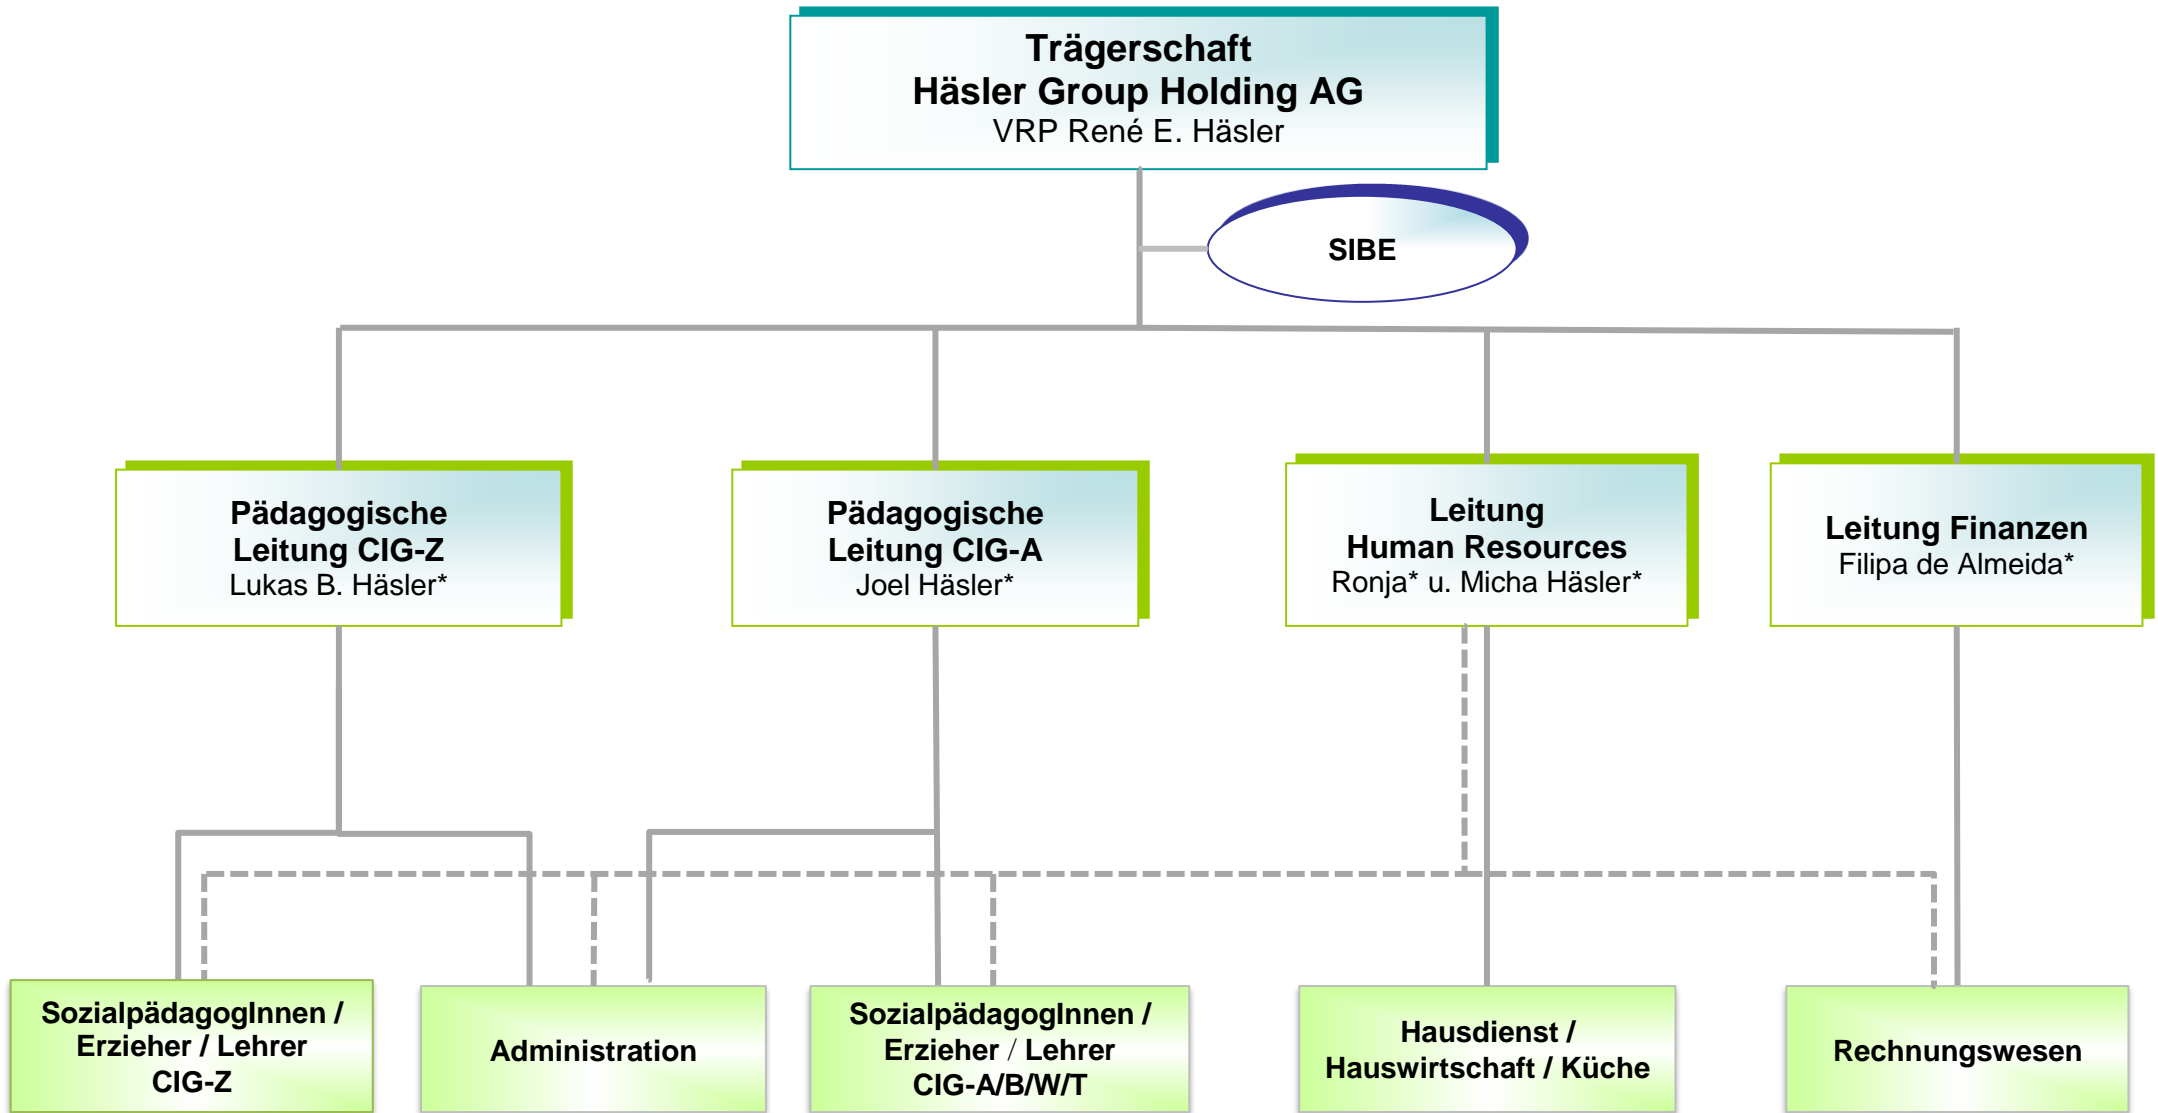 Trägerschaft
Häsler Group Holding AG
VRP René E. Häsler
SIBE
Pädagogische
Leitung CIG-Z
Lukas B. Häsler*
Pädagogische
Leitung CIG-A
Joel Häsler*
Leitung
Human Resources
Ronja* u. Micha Häsler*
Leitung Finanzen
Filipa de Almeida*
SozialpädagogInnen /
Erzieher / Lehrer
CIG-Z
Administration
SozialpädagogInnen /
Erzieher / Lehrer
CIG-A/B/W/T
Hausdienst /
Hauswirtschaft / Küche
Rechnungswesen